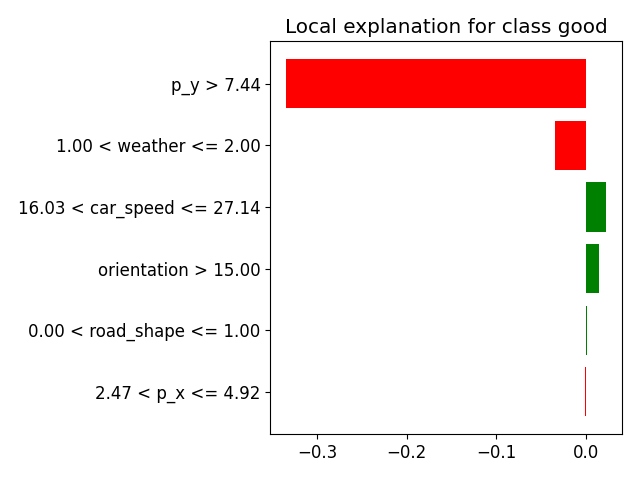 Local explanation for class good
p_y > 7.44
1.00 < weather <= 2.00
16.03 < car_speed <= 27.14
orientation > 15.00
0.00 < road_shape <= 1.00
2.47 < p_x <= 4.92
−0.3 −0.2 −0.1 0.0